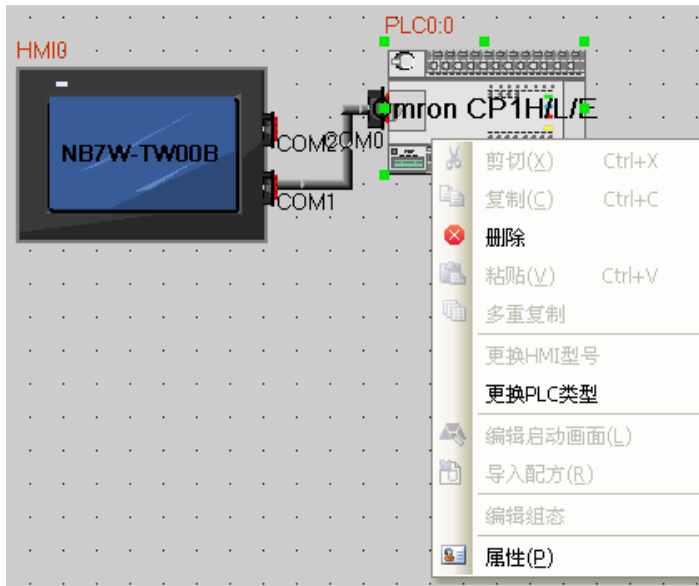 PLC0:0
HMI0
Omron CP1H/L/E
NB7W-TW00B
COM2
COM0
COM1
剪切(X) Ctrl+X
复制(C) Ctrl+C
删除
粘贴(V) Ctrl+V
多重复制
更换HMI型号
更换PLC类型
编辑启动画面(L)
导入配方(R)
编辑组态
属性(P)